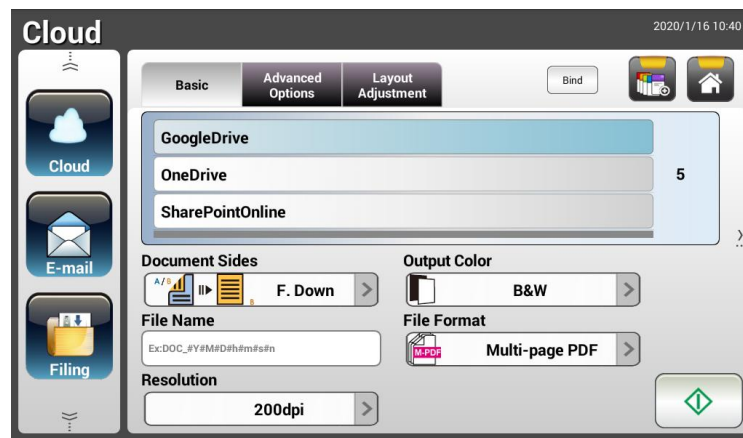 Cloud
2020/1/16 10:40
Basic
Advanced
Options
Layout
Adjustment
Bind
Cloud
GoogleDrive
OneDrive
5
SharePointOnline
E-mail
Document Sides
Output Color
A/B
B
F. Down
B&W
File Name
File Format
Ex:DOC_#Y#M#D#h#m#s#n
M-PDF
Multi-page PDF
Filing
Resolution
200dpi